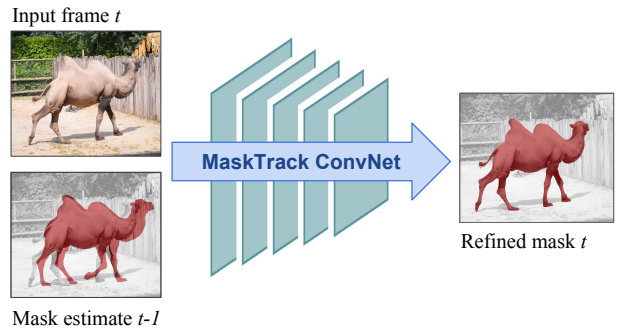 Input frame t
MaskTrack ConvNet
Refined mask t
Mask estimate t-1